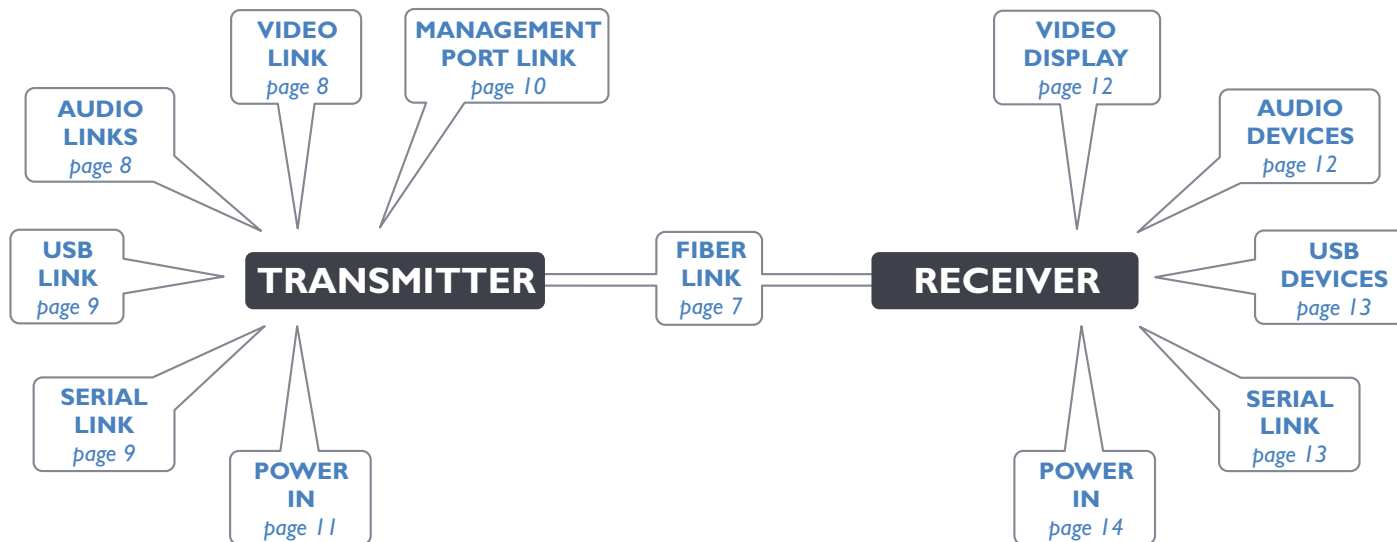 VIDEO
LINK
page 8
MANAGEMENT
PORT LINK
page 10
VIDEO
DISPLAY
page 12
AUDIO
LINKS
page 8
AUDIO
DEVICES
page 12
USB
LINK
page 9
TRANSMITTER
FIBER
LINK
page 7
RECEIVER
USB
DEVICES
page 13
SERIAL
LINK
page 9
SERIAL
LINK
page 13
POWER
IN
page 11
POWER
IN
page 14